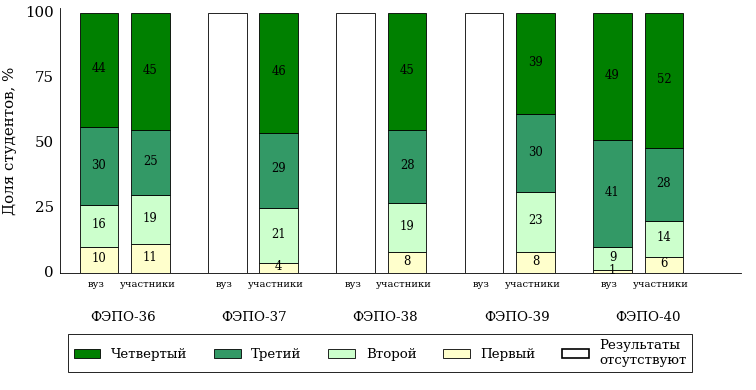 100
75
50
25
0
Доля студентов, %
44 45 46 45 39 49 52
30 25 29 28 30 41 28
16 19 21 19 23 9 14
10 11 4 8 8 1 6
вуз участники вуз участники вуз участники вуз участники вуз участники
ФЭПО-36 ФЭПО-37 ФЭПО-38 ФЭПО-39 ФЭПО-40
Четвертый Третий Второй Первый Результаты
отсутствуют